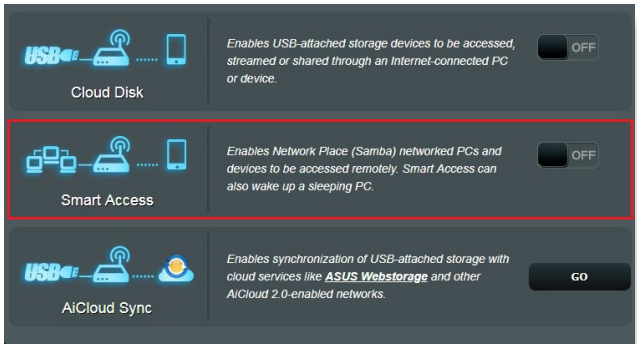 USB
Cloud Disk
Enables USB-attached storage devices to be accessed,
streamed or shared through an Internet-connected PC
or device.
OFF
Smart Access
Enables Network Place (Samba) networked PCs and
devices to be accessed remotely. Smart Access can
also wake up a sleeping PC.
OFF
USB
AiCloud Sync
Enables synchronization of USB-attached storage with
cloud services like ASUS Webstorage and other
AiCloud 2.0-enabled networks.
GO